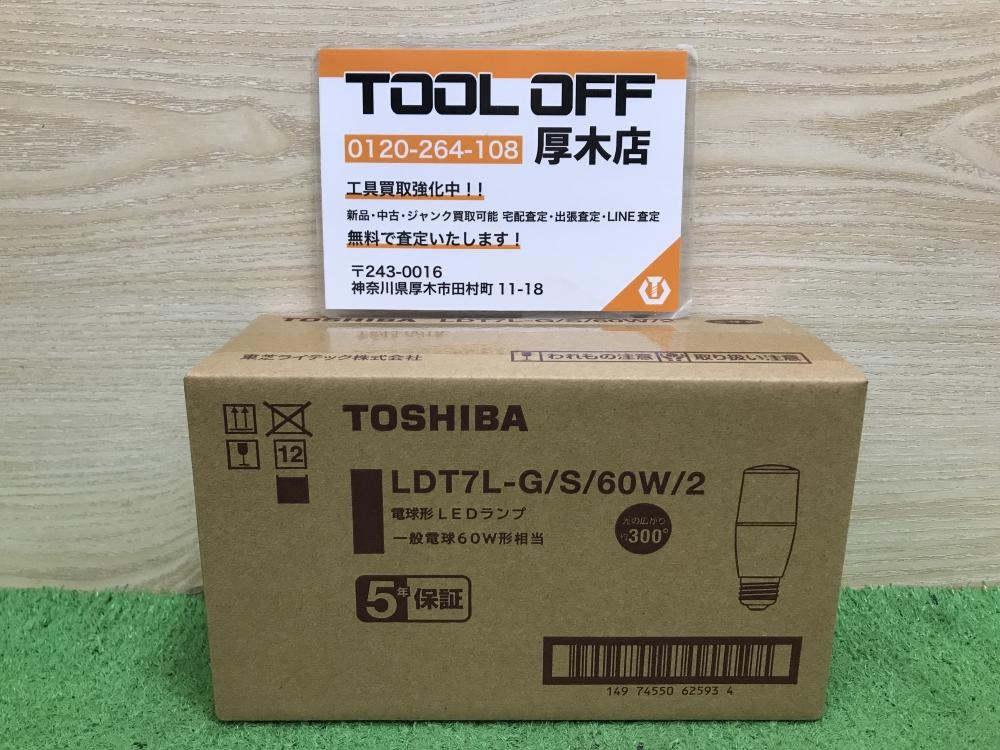 TOOL OFF
0120-264-108 厚木店
工具買取強化中！！
新品・中古・ジャンク買取可能 宅配査定・出張査定・LINE査定
無料で査定いたします！
〒243-0016
神奈川県厚木市田村町 11-18
TOSHIBA LDT7L-G/S/60W/2
東芝ライテック株式会社 われもの注意 取り扱い注意
TOSHIBA
12
LDT7L-G/S/60W/2
電球形LEDランプ
一般電球60W形相当
光の広がり
約300°
5年保証
149 74550 62593 4